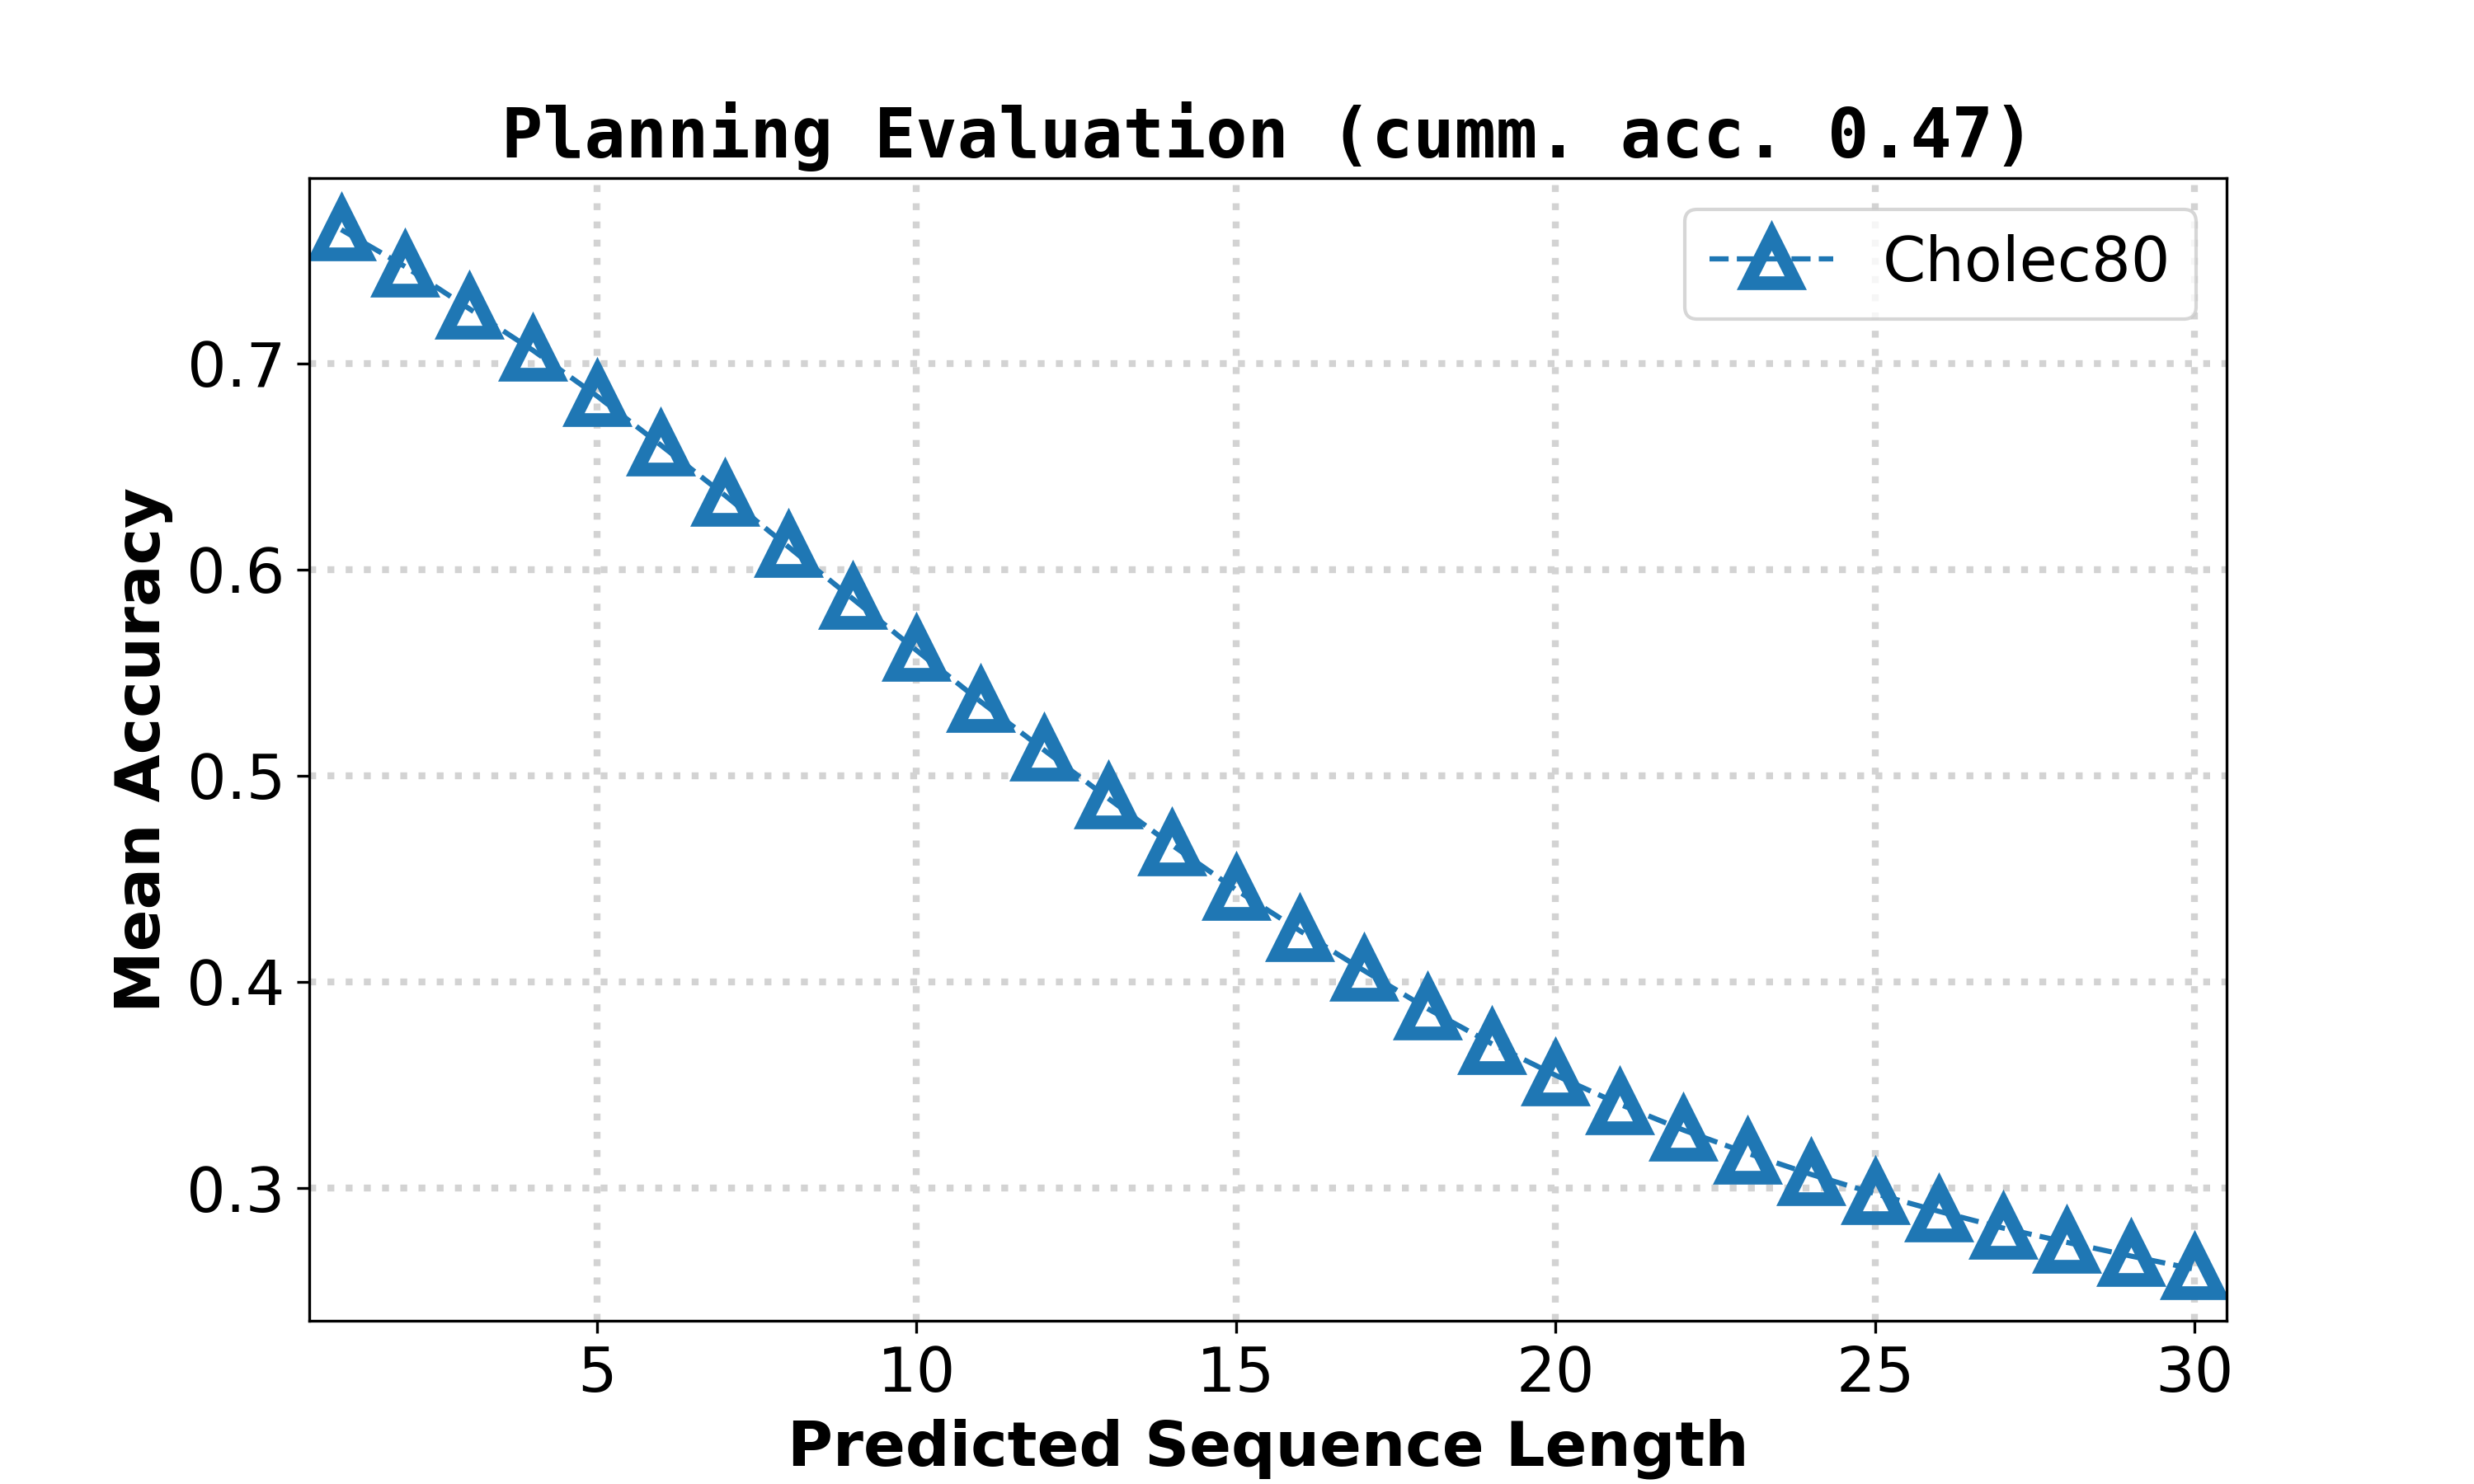 Planning Evaluation (cumm. acc. 0.47)
Cholec80
Mean Accuracy
0.7
0.6
0.5
0.4
0.3
5 10 15 20 25 30
Predicted Sequence Length